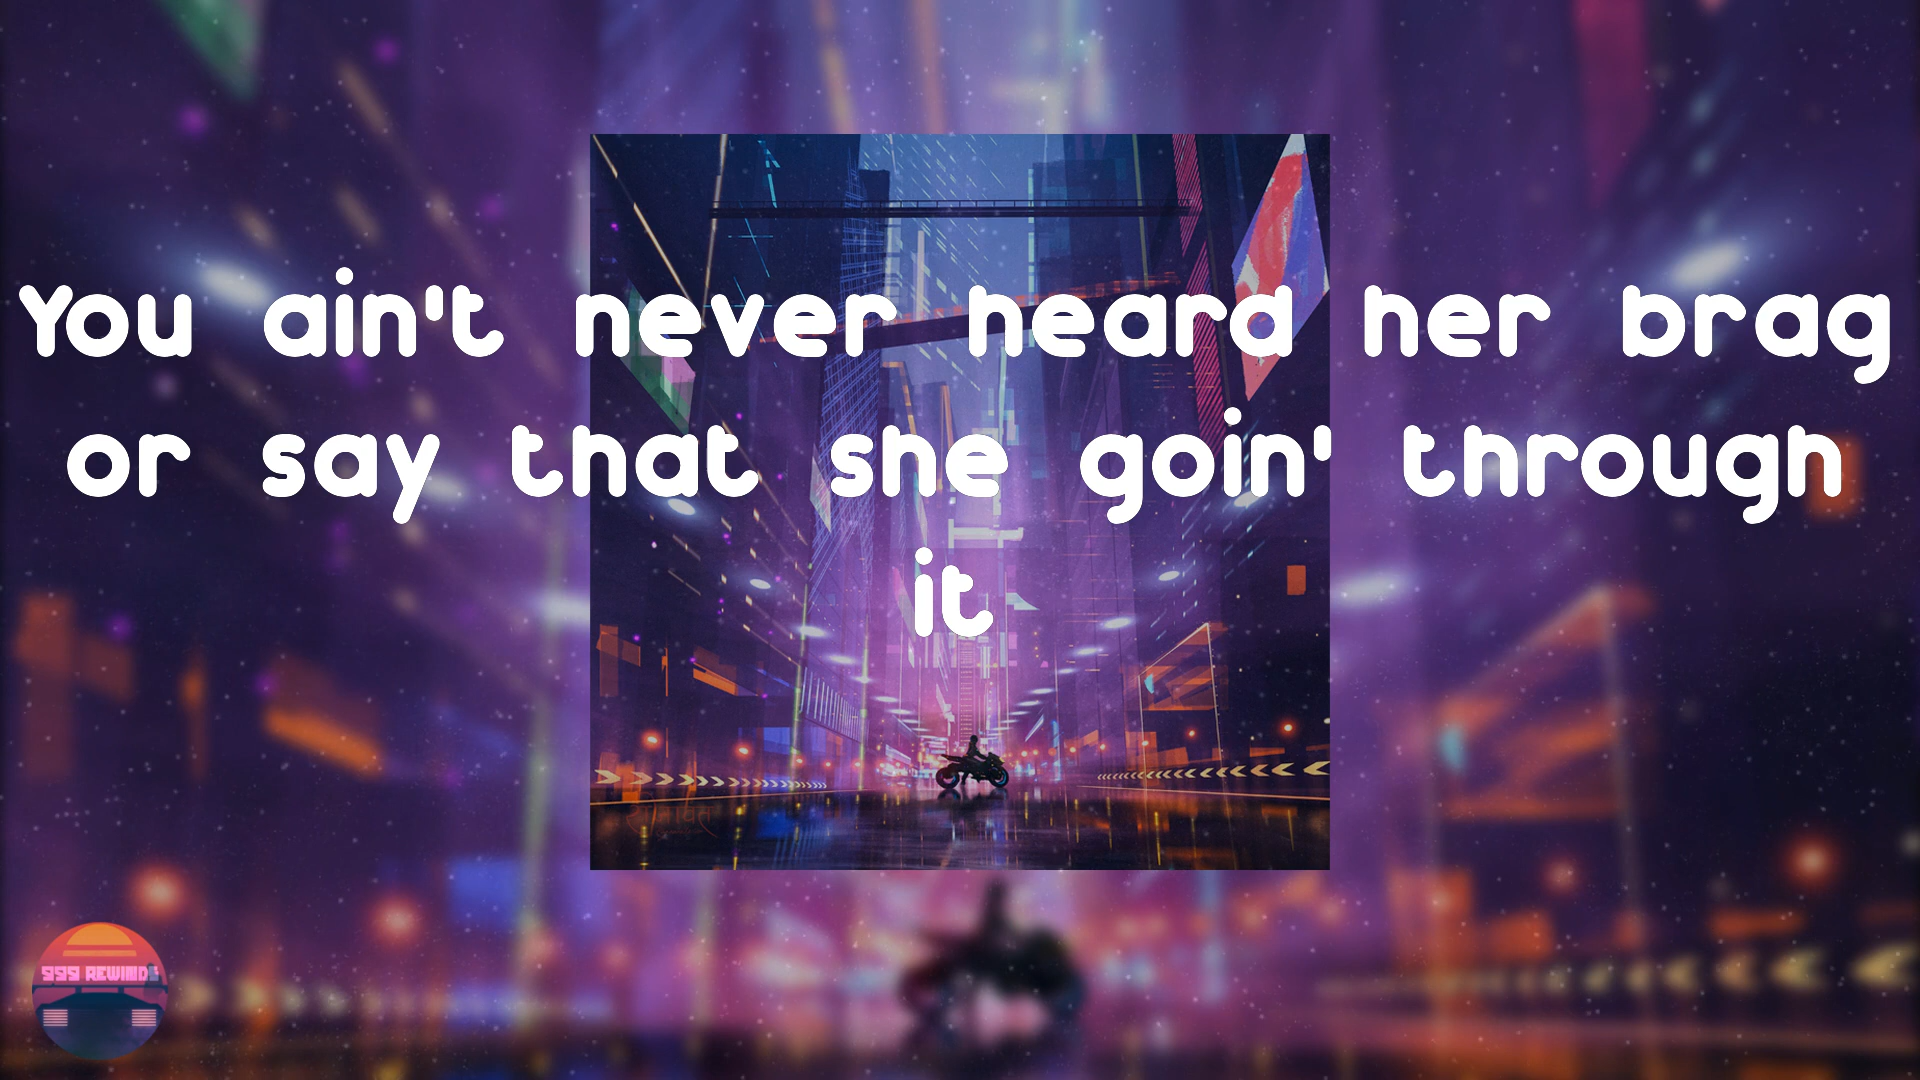 You ain't never heard her brag
or say that she goin' through
it
999 REWIND